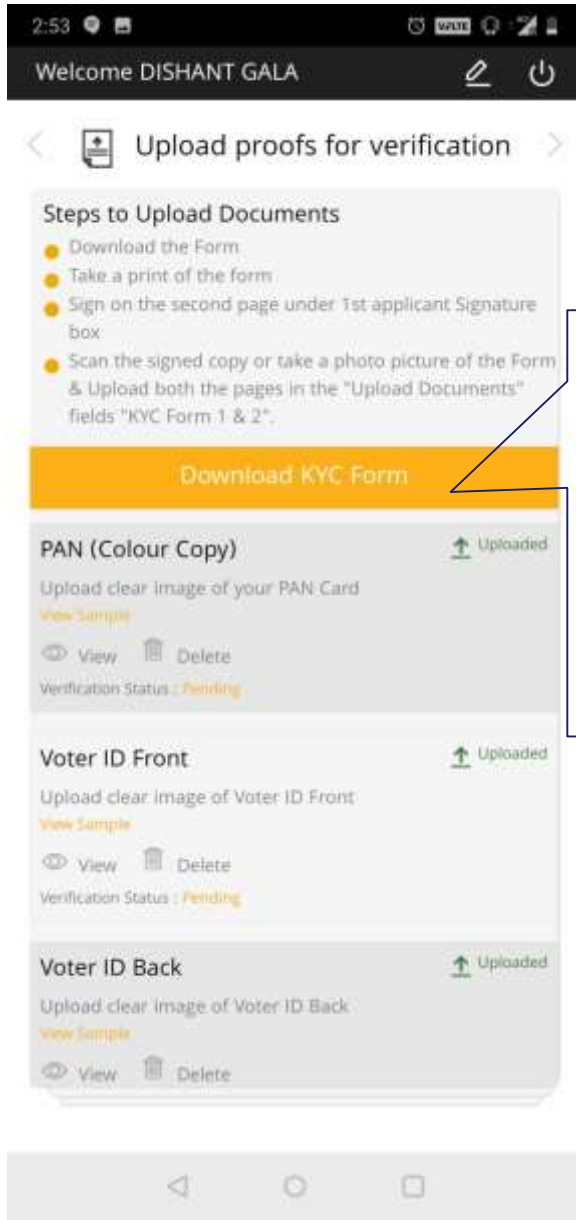 2:53
VoLTE
Welcome DISHANT GALA
Upload proofs for verification
Steps to Upload Documents
Download the Form
Take a print of the form
Sign on the second page under 1st applicant Signature
box
Scan the signed copy or take a photo picture of the Form
& Upload both the pages in the "Upload Documents"
fields "KYC Form 1 & 2".
Download KYC Form
PAN (Colour Copy)
Uploaded
Upload clear image of your PAN Card
View Sample
View Delete
Verification Status : Pending
Voter ID Front
Uploaded
Upload clear image of Voter ID Front
View Sample
View Delete
Verification Status : Pending
Voter ID Back
Uploaded
Upload clear image of Voter ID Back
View Sample
View Delete